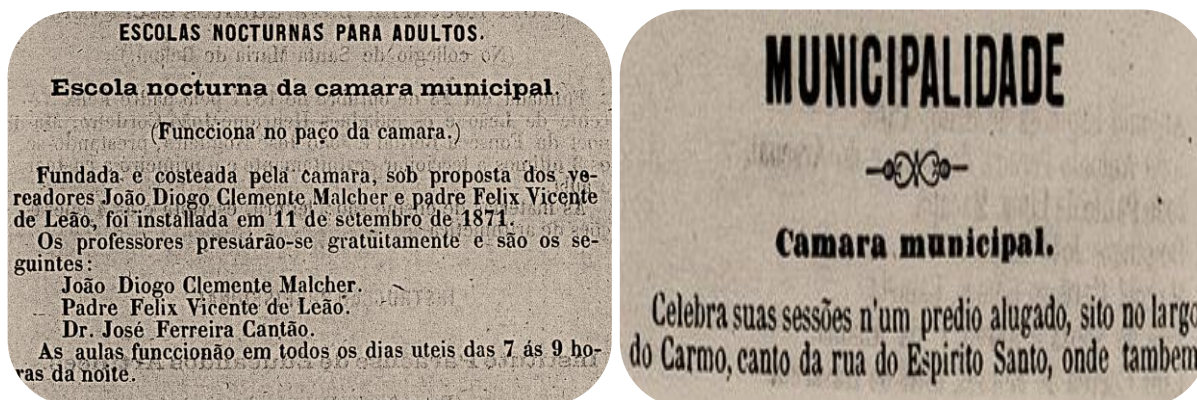 ESCOLAS NOCTURNAS PARA ADULTOS.
Escola nocturna da camara municipal.
(Funcciona no paço da camara.)
Fundada e costeada pela camara, sob proposta dos ve-
readores João Diogo Clemente Malcher e padre Felix Vicente
de Leão, foi installada em 11 de setembro de 1871.
Os professores prestárão-se gratuitamente e são os se-
guintes:
João Diogo Clemente Malcher.
Padre Felix Vicente de Leão.
Dr. José Ferreira Cantão.
As aulas funccionão em todos os dias uteis das 7 ás 9 ho-
ras da noite.
MUNICIPALIDADE
Camara municipal.
Celebra suas sessões n'um predio alugado, sito no largo
do Carmo, canto da rua do Espirito Santo, onde tambem